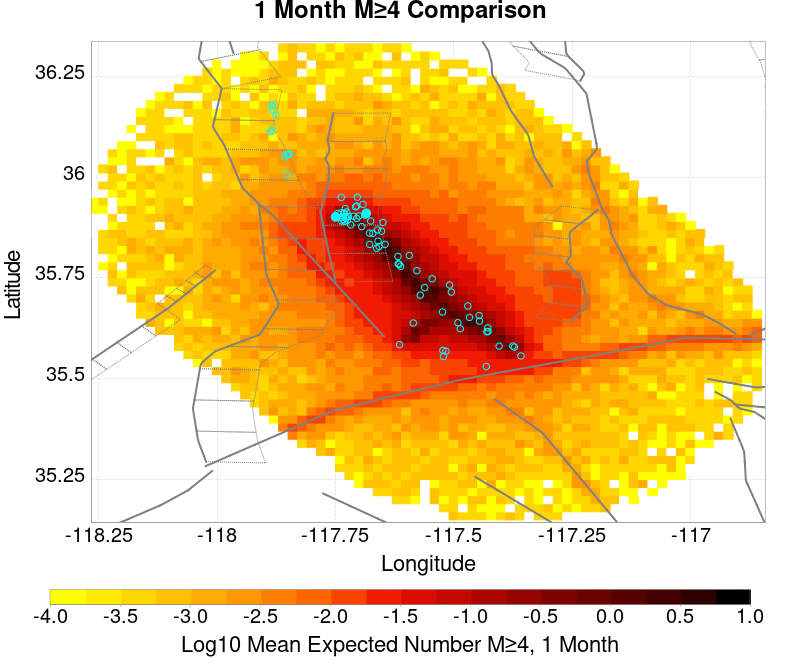 1 Month M≥4 Comparison
36.25
36
35.75
35.5
35.25
Latitude
-118.25 -118 -117.75 -117.5 -117.25 -117
Longitude
-4.0 -3.5 -3.0 -2.5 -2.0 -1.5 -1.0 -0.5 0.0 0.5 1.0
Log10 Mean Expected Number M≥4, 1 Month